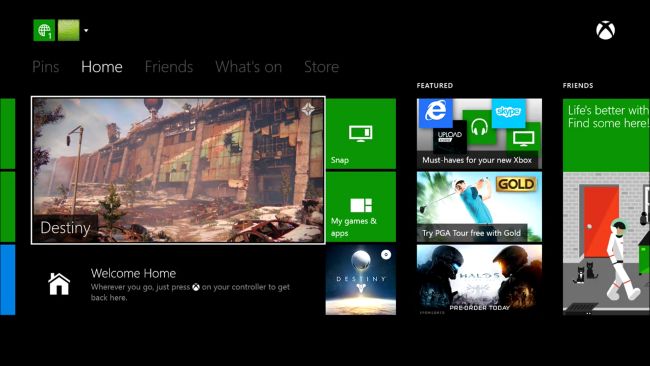 1
Pins Home Friends What's on Store
FEATURED
FRIENDS
Destiny
Snap
My games & apps
Welcome Home
Wherever you go, just press on your controller to get
back here.
DESTINY
UPLOAD
skype
Must-haves for your new Xbox
GOLD
Try PGA Tour free with Gold
HALO 5
PRE-ORDER TODAY
Life's better with
Find some here!